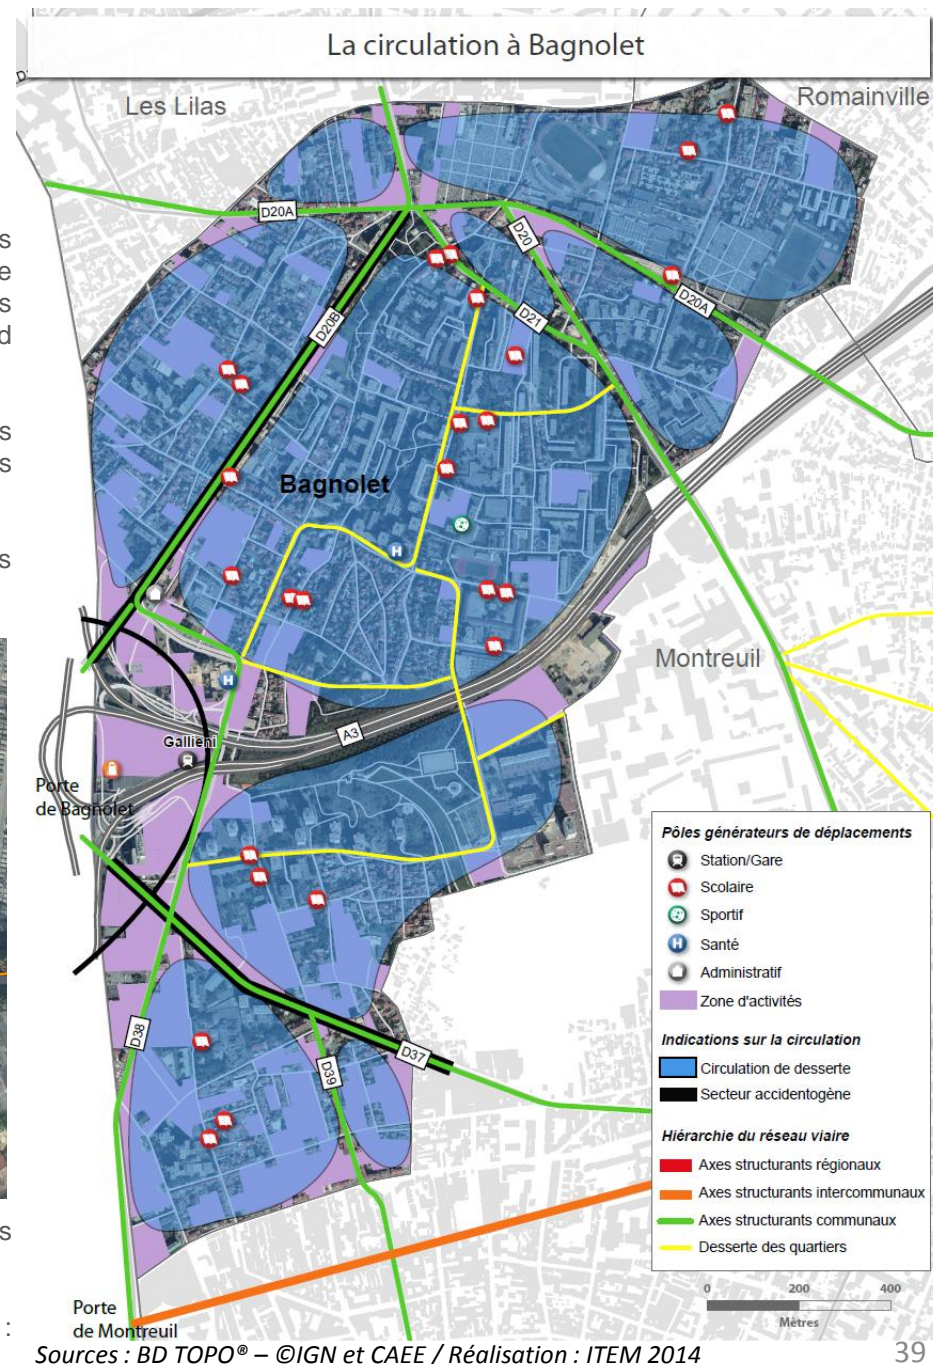 La circulation à Bagnolet
Les Lilas
Romainville
D20A
D20
D20A
D20B
D21
s
e
s
d
s
s
s
Bagnolet
Montreuil
A3
Gallieni
Porte
de Bagnolet
D38
D39
D37
s
:
Porte
de Montreuil
Pôles générateurs de déplacements
Station/Gare
Scolaire
Sportif
H Santé
Administratif
Zone d'activités
Indications sur la circulation
Circulation de desserte
Secteur accidentogène
Hiérarchie du réseau viaire
Axes structurants régionaux
Axes structurants intercommunaux
Axes structurants communaux
Desserte des quartiers
0 200 400
Mètres
H
H
Sources : BD TOPO® – ©IGN et CAEE / Réalisation : ITEM 2014
39